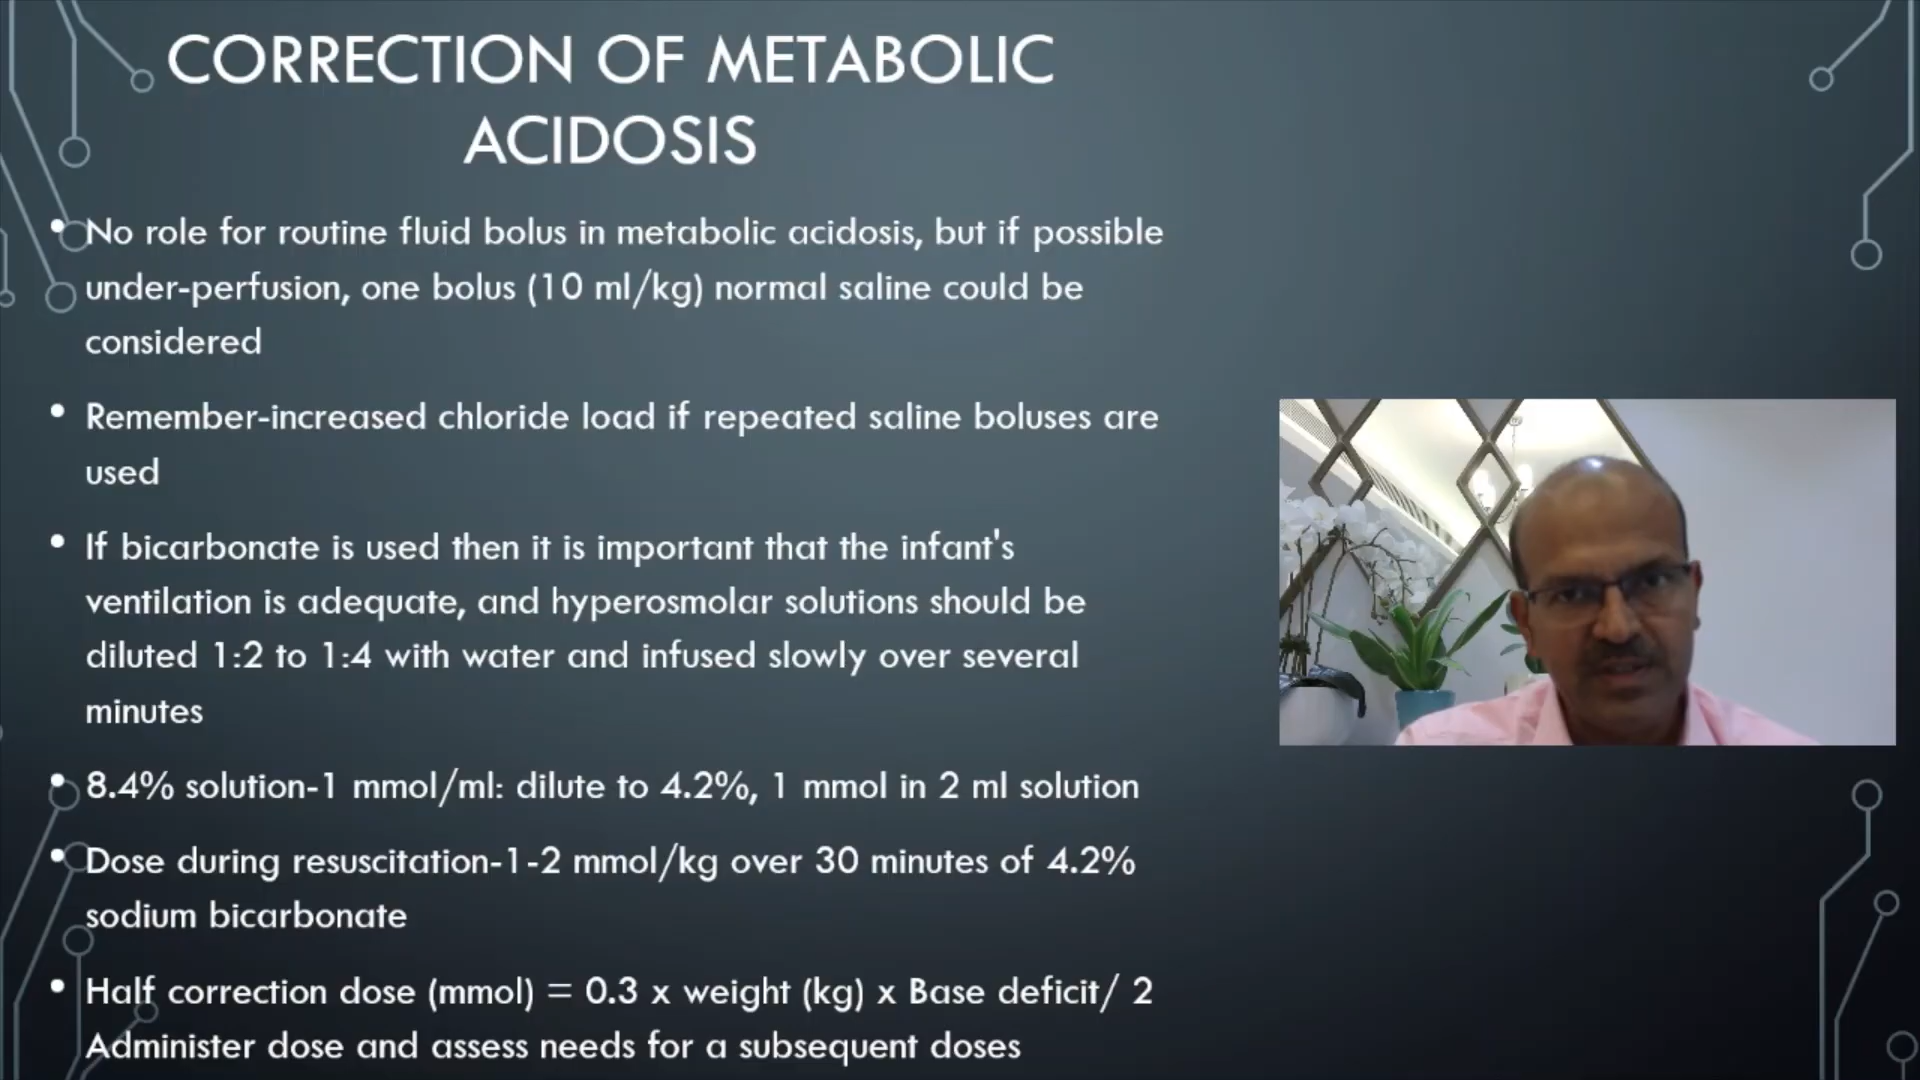 CORRECTION OF METABOLIC
ACIDOSIS
• No role for routine fluid bolus in metabolic acidosis, but if possible
under-perfusion, one bolus (10 ml/kg) normal saline could be
considered
• Remember-increased chloride load if repeated saline boluses are
used
• If bicarbonate is used then it is important that the infant's
ventilation is adequate, and hyperosmolar solutions should be
diluted 1:2 to 1:4 with water and infused slowly over several
minutes
• 8.4% solution-1 mmol/ml: dilute to 4.2%, 1 mmol in 2 ml solution
• Dose during resuscitation-1-2 mmol/kg over 30 minutes of 4.2%
sodium bicarbonate
• Half correction dose (mmol) = 0.3 x weight (kg) x Base deficit/ 2
Administer dose and assess needs for a subsequent doses